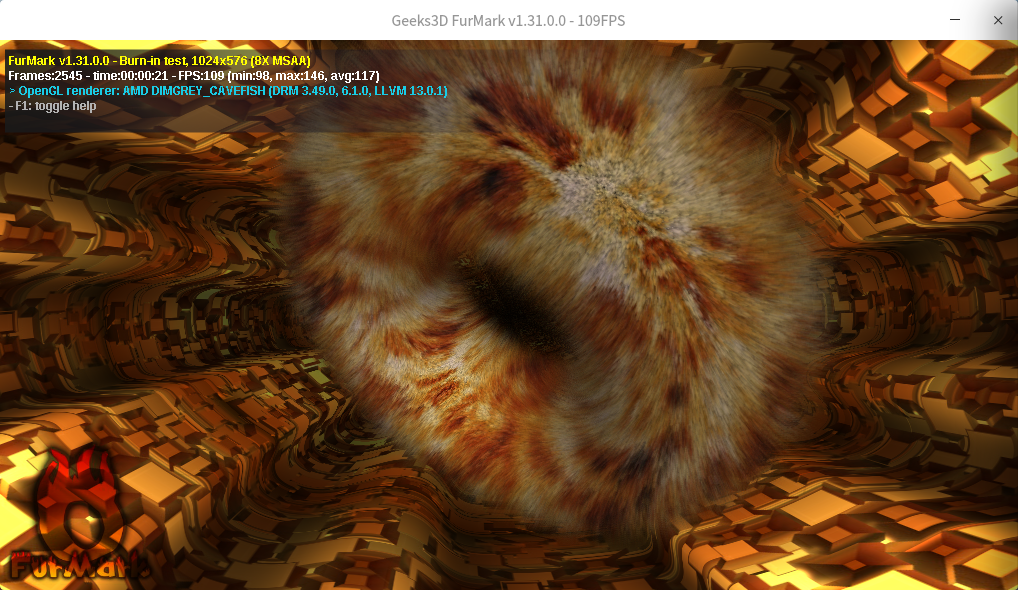 Geeks3D FurMark v1.31.0.0 - 109FPS
FurMark v1.31.0.0 - Burn-in test, 1024x576 (8X MSAA)
Frames:2545 - time:00:00:21 - FPS:109 (min:98, max:146, avg:117)
> OpenGL renderer: AMD DIMGREY_CAVEFISH (DRM 3.49.0, 6.1.0, LLVM 13.0.1)
- F1: toggle help
FurMark